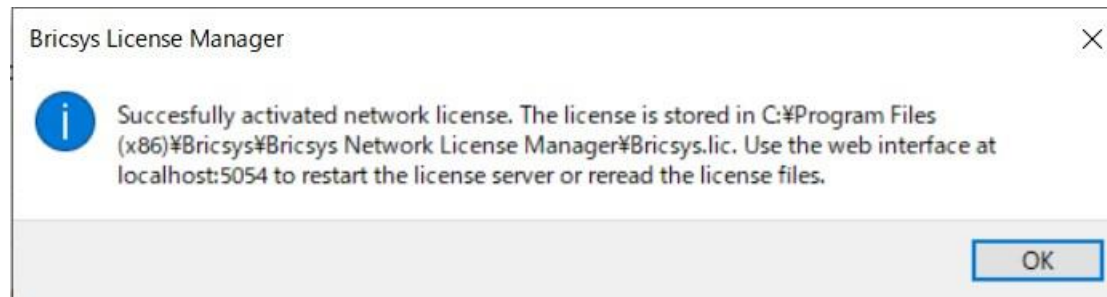 Bricsys License Manager
Succesfully activated network license. The license is stored in C:¥Program Files
(x86)¥Bricsys¥Bricsys Network License Manager¥Bricsys.lic. Use the web interface at
localhost:5054 to restart the license server or reread the license files.
OK